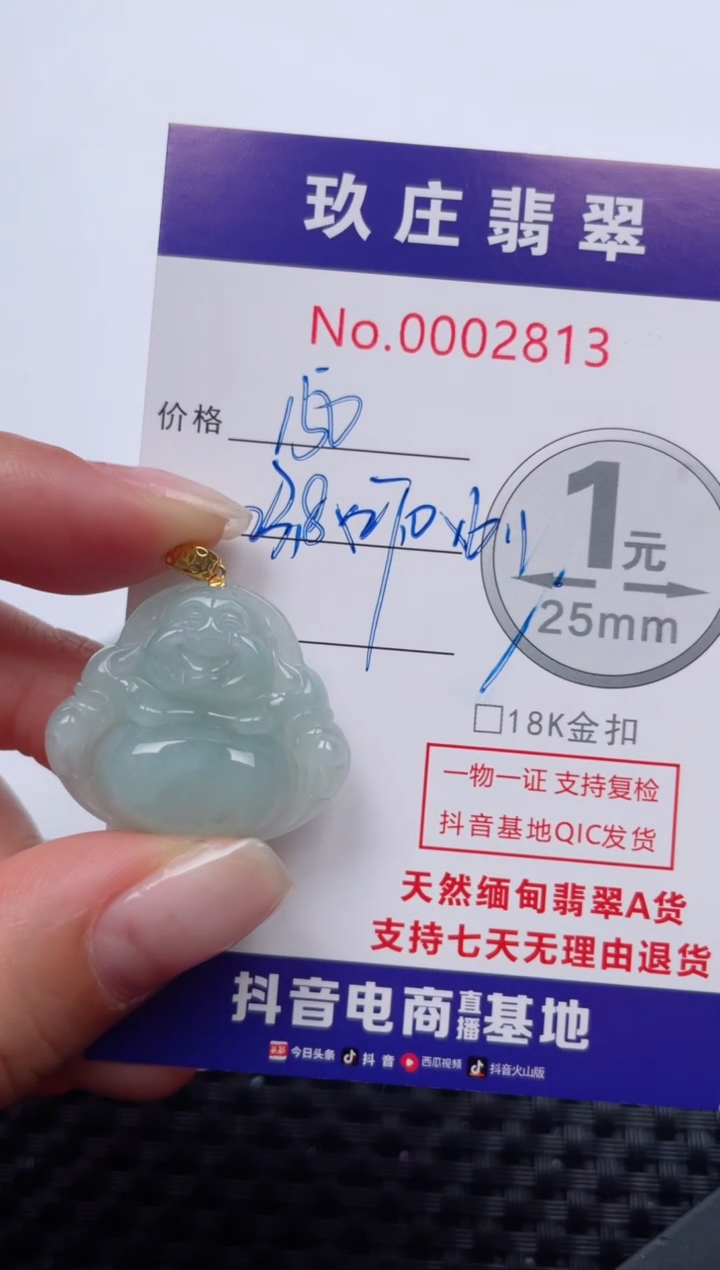 玖庄翡翠
No.0002813
价格
1元
25mm
□18K金扣
一物一证 支持复检
抖音基地QIC发货
天然缅甸翡翠A货
支持七天无理由退货
抖音电商直播基地
头条 今日头条 抖音 西瓜视频 抖音火山版